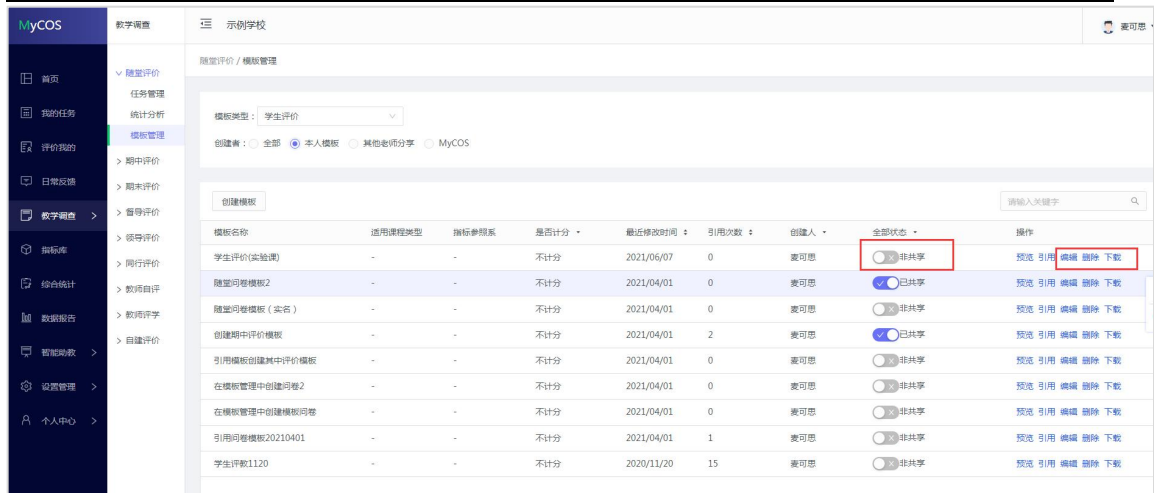 MyCOS
教学调查
示例学校
麦可思
首页
我的任务
评价我的
日常反馈
教学调查
指标库
综合统计
数据报告
智能助教
设置管理
个人中心
随堂评价
任务管理
统计分析
模板管理
期中评价
期末评价
督导评价
领导评价
同行评价
教师自评
教师评学
自建评价
随堂评价 / 模板管理
模板类型： 学生评价
创建者： 全部 本人模板 其他老师分享 MyCOS
创建模板 请输入关键字
模板名称 适用课程类型 指标参照系 是否计分 最近修改时间 引用次数 创建人 全部状态 操作
学生评价(实验课) - - 不计分 2021/06/07 0 麦可思 非共享 预览 引用 编辑 删除 下载
随堂问卷模板2 - - 不计分 2021/04/01 0 麦可思 已共享 预览 引用 编辑 删除 下载
随堂问卷模板（实名） - - 不计分 2021/04/01 0 麦可思 非共享 预览 引用 编辑 删除 下载
创建期中评价模板 - - 不计分 2021/04/01 2 麦可思 已共享 预览 引用 编辑 删除 下载
引用模板创建其中评价模板 - - 不计分 2021/04/01 0 麦可思 非共享 预览 引用 编辑 删除 下载
在模板管理中创建问卷2 - - 不计分 2021/04/01 0 麦可思 非共享 预览 引用 编辑 删除 下载
在模板管理中创建模板问卷 - - 不计分 2021/04/01 0 麦可思 非共享 预览 引用 编辑 删除 下载
引用问卷模板20210401 - - 不计分 2021/04/01 1 麦可思 非共享 预览 引用 编辑 删除 下载
学生评教1120 - - 不计分 2020/11/20 15 麦可思 非共享 预览 引用 编辑 删除 下载